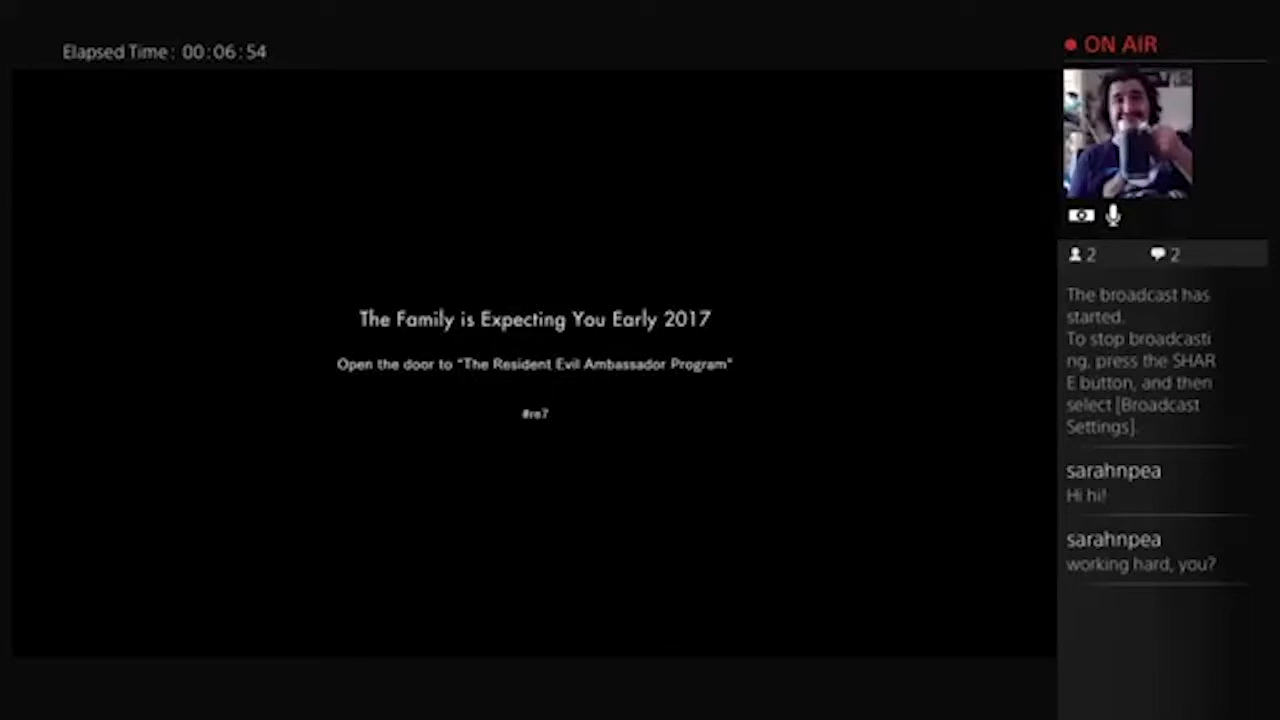 Elapsed Time: 00:06:54
ON AIR
The Family is Expecting You Early 2017
Open the door to "The Resident Evil Ambassador Program"
#re7
2 2
The broadcast has
started.
To stop broadcasti
ng, press the SHAR
E button, and then
select [Broadcast
Settings].
sarahnpea
Hi hi!
sarahnpea
working hard, you?